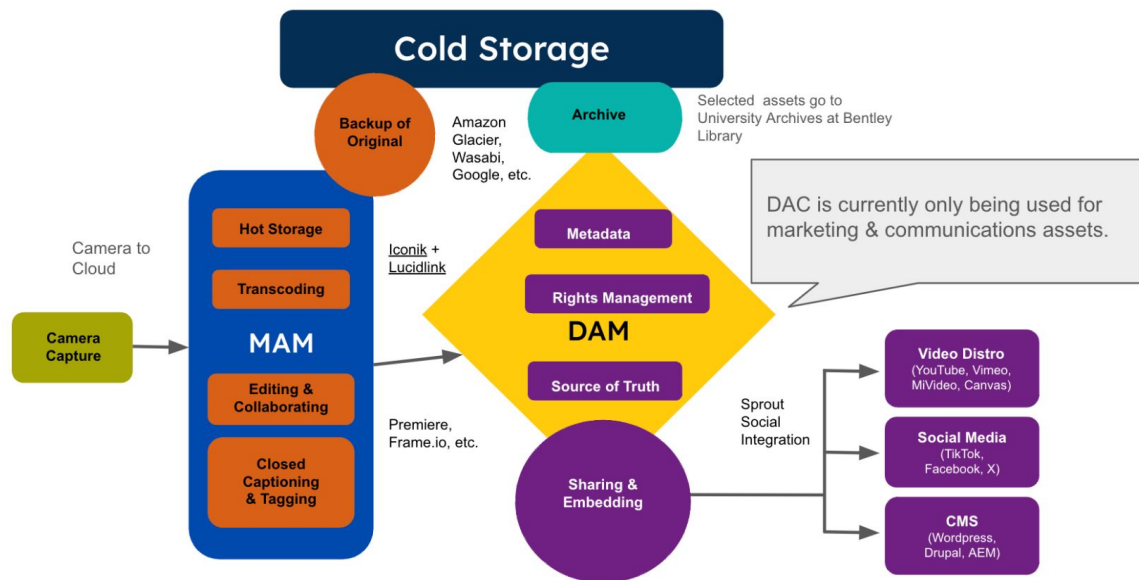 Cold Storage
Backup of
Original
Amazon
Glacier,
Wasabi,
Google, etc.
Archive
Selected  assets go to
University Archives at Bentley
Library
DAC is currently only being used for
marketing & communications assets.
Camera to
Cloud
Camera
Capture
Hot Storage
Transcoding
MAM
Editing &
Collaborating
Closed
Captioning
& Tagging
Iconik +
Lucidlink
Premiere,
Frame.io, etc.
Metadata
Rights Management
DAM
Source of Truth
Sharing &
Embedding
Sprout
Social
Integration
Video Distro
(YouTube, Vimeo,
MiVideo, Canvas)
Social Media
(TikTok,
Facebook, X)
CMS
(Wordpress,
Drupal, AEM)